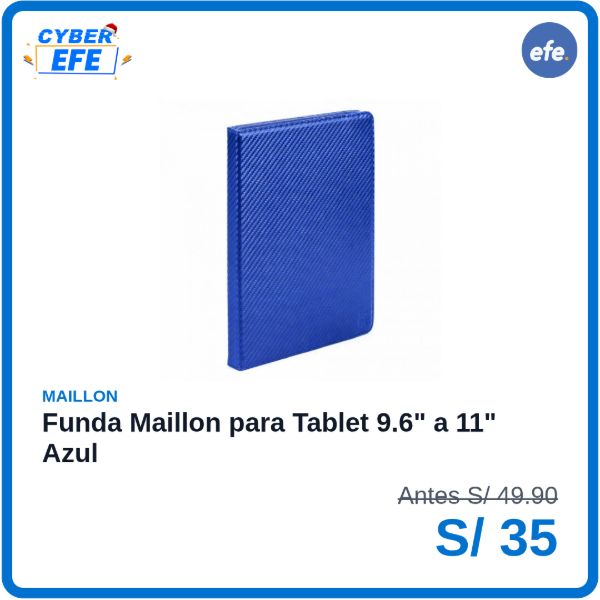 CYBER
EFE
efe.
MAILLON
Funda Maillon para Tablet 9.6" a 11"
Azul
Antes S/ 49.90
S/ 35